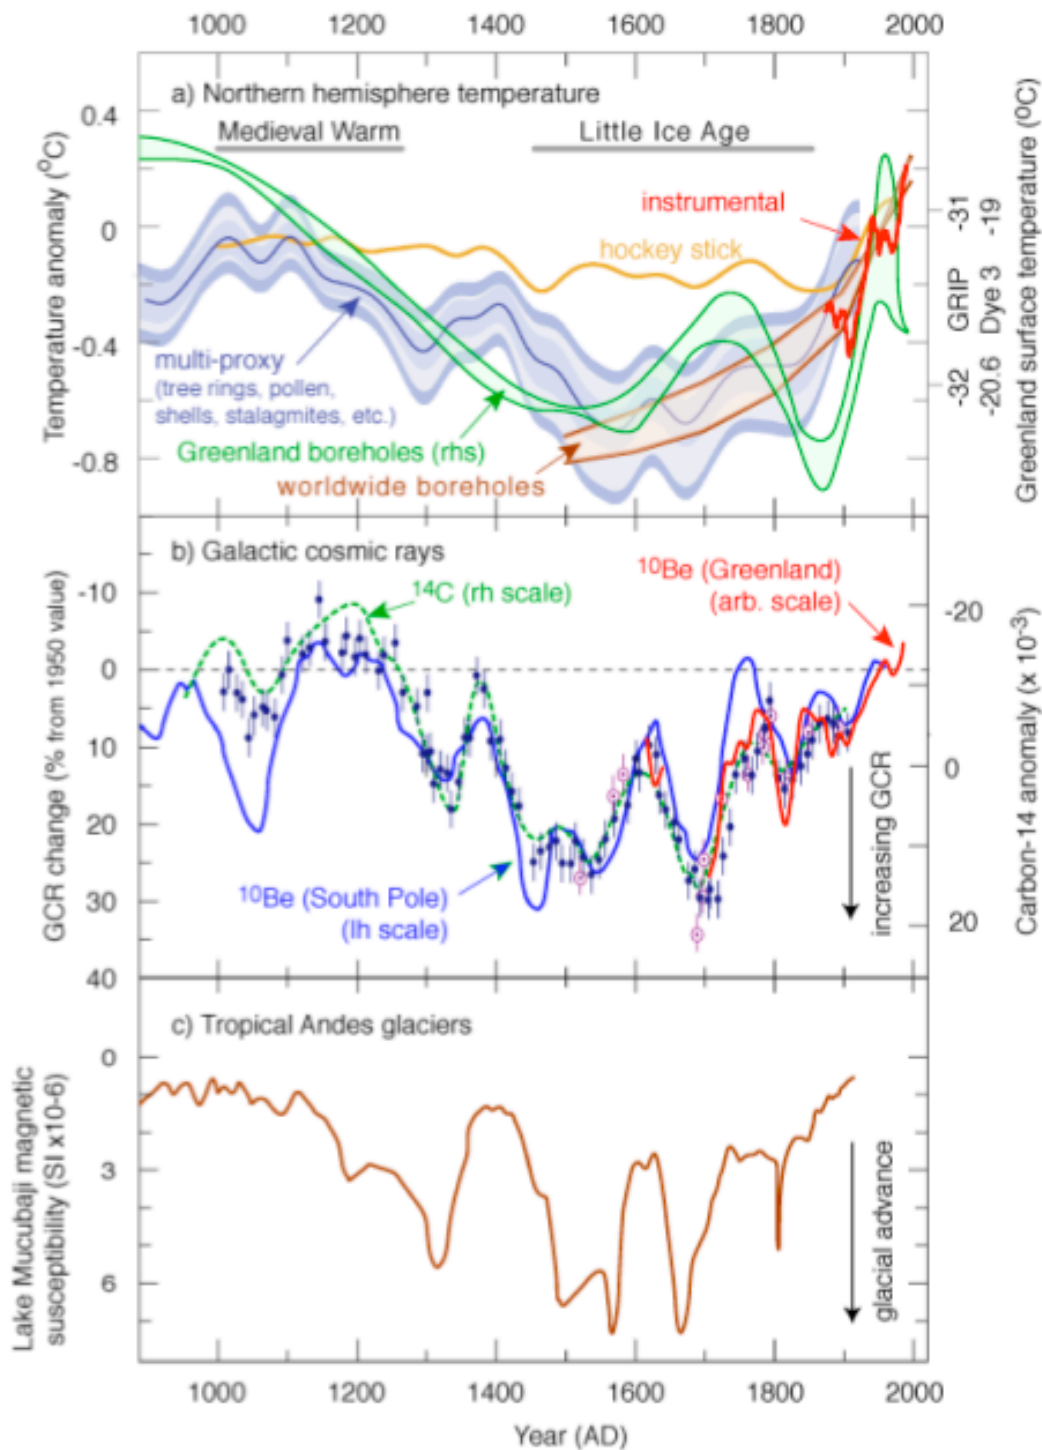 1000 1200 1400 1600 1800 2000
a) Northern hemisphere temperature
Medieval Warm
Little Ice Age
instrumental
hockey stick
multi-proxy
(tree rings, pollen,
shells, stalagmites, etc.)
Greenland boreholes (rhs)
worldwide boreholes
Temperature anomaly (⁰C)
0.4
0
-0.4
-0.8
-31
-32
GRIP
-19
-20.6
Dye 3
Greenland surface temperature (⁰C)
b) Galactic cosmic rays
¹⁴C (rh scale)
¹⁰Be (Greenland)
(arb. scale)
¹⁰Be (South Pole)
(lh scale)
increasing GCR
GCR change (% from 1950 value)
-10
0
10
20
30
40
-20
0
20
Carbon-14 anomaly (x 10⁻³)
c) Tropical Andes glaciers
glacial advance
Lake Mucubaji magnetic
susceptibility (SI x10-6)
0
3
6
1000 1200 1400 1600 1800 2000
Year (AD)